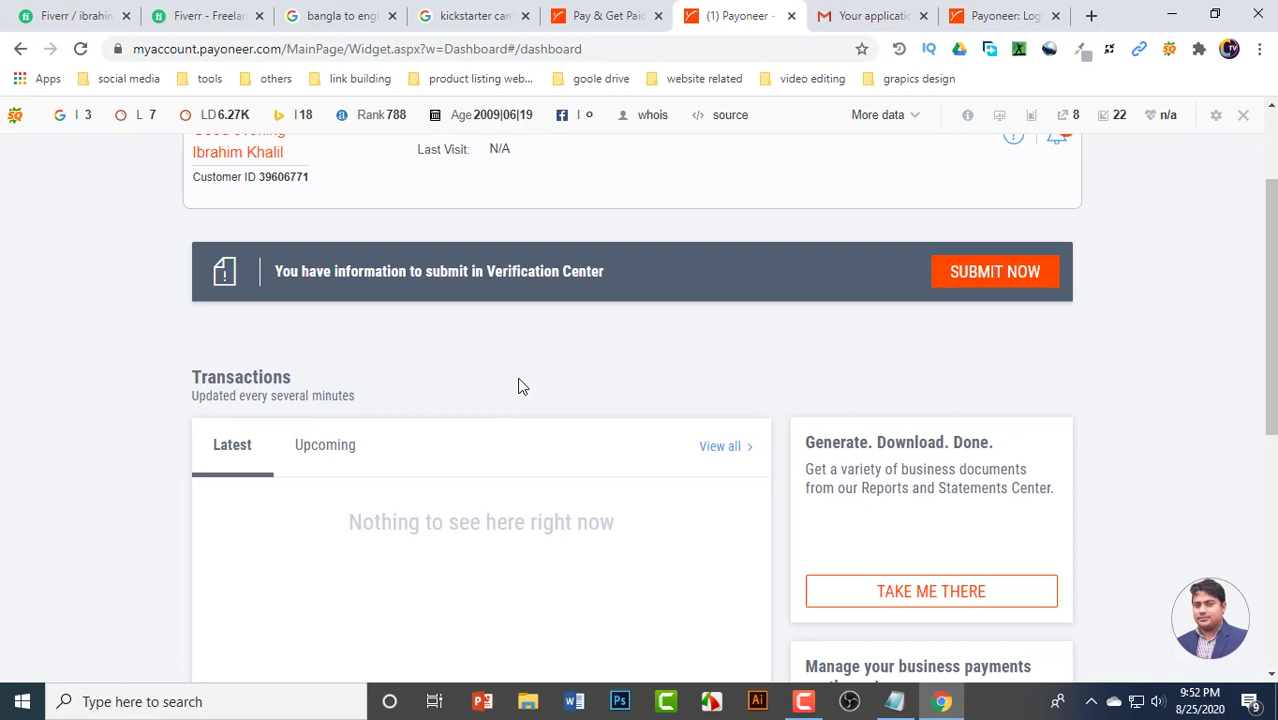 Fiverr / ibrahin
Fiverr - Freelan
bangla to engl
kickstarter can
Pay & Get Paid
(1) Payoneer -
Your applicatio
Payoneer: Log
myaccount.payoneer.com/MainPage/Widget.aspx?w=Dashboard#/dashboard
Apps
social media
tools
others
link building
product listing web...
goole drive
website related
video editing
grapics design
I 3
L 7
LD 6.27K
I 18
Rank 788
Age 2009|06|19
whois
source
More data
8
22
n/a
Good evening
Ibrahim Khalil
Last Visit: N/A
Customer ID 39606771
You have information to submit in Verification Center
SUBMIT NOW
Transactions
Updated every several minutes
Latest
Upcoming
View all
Nothing to see here right now
Generate. Download. Done.
Get a variety of business documents
from our Reports and Statements Center.
TAKE ME THERE
Manage your business payments
Type here to search
9:52 PM
8/25/2020
9